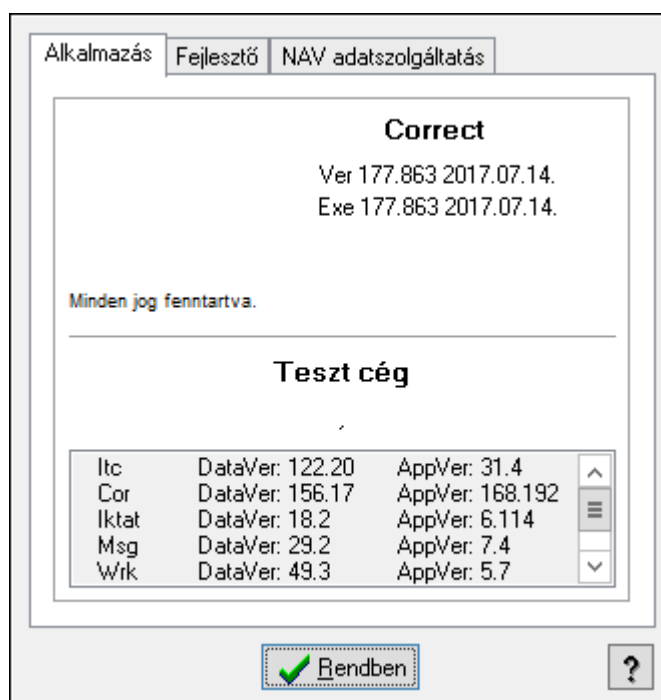 Alkalmazás Fejlesztő NAV adatszolgáltatás
Correct
Ver 177.863 2017.07.14.
Exe 177.863 2017.07.14.
Minden jog fenntartva.
Teszt cég
,
Itc DataVer: 122.20 AppVer: 31.4
Cor DataVer: 156.17 AppVer: 168.192
Iktat DataVer: 18.2 AppVer: 6.114
Msg DataVer: 29.2 AppVer: 7.4
Wrk DataVer: 49.3 AppVer: 5.7
Rendben ?